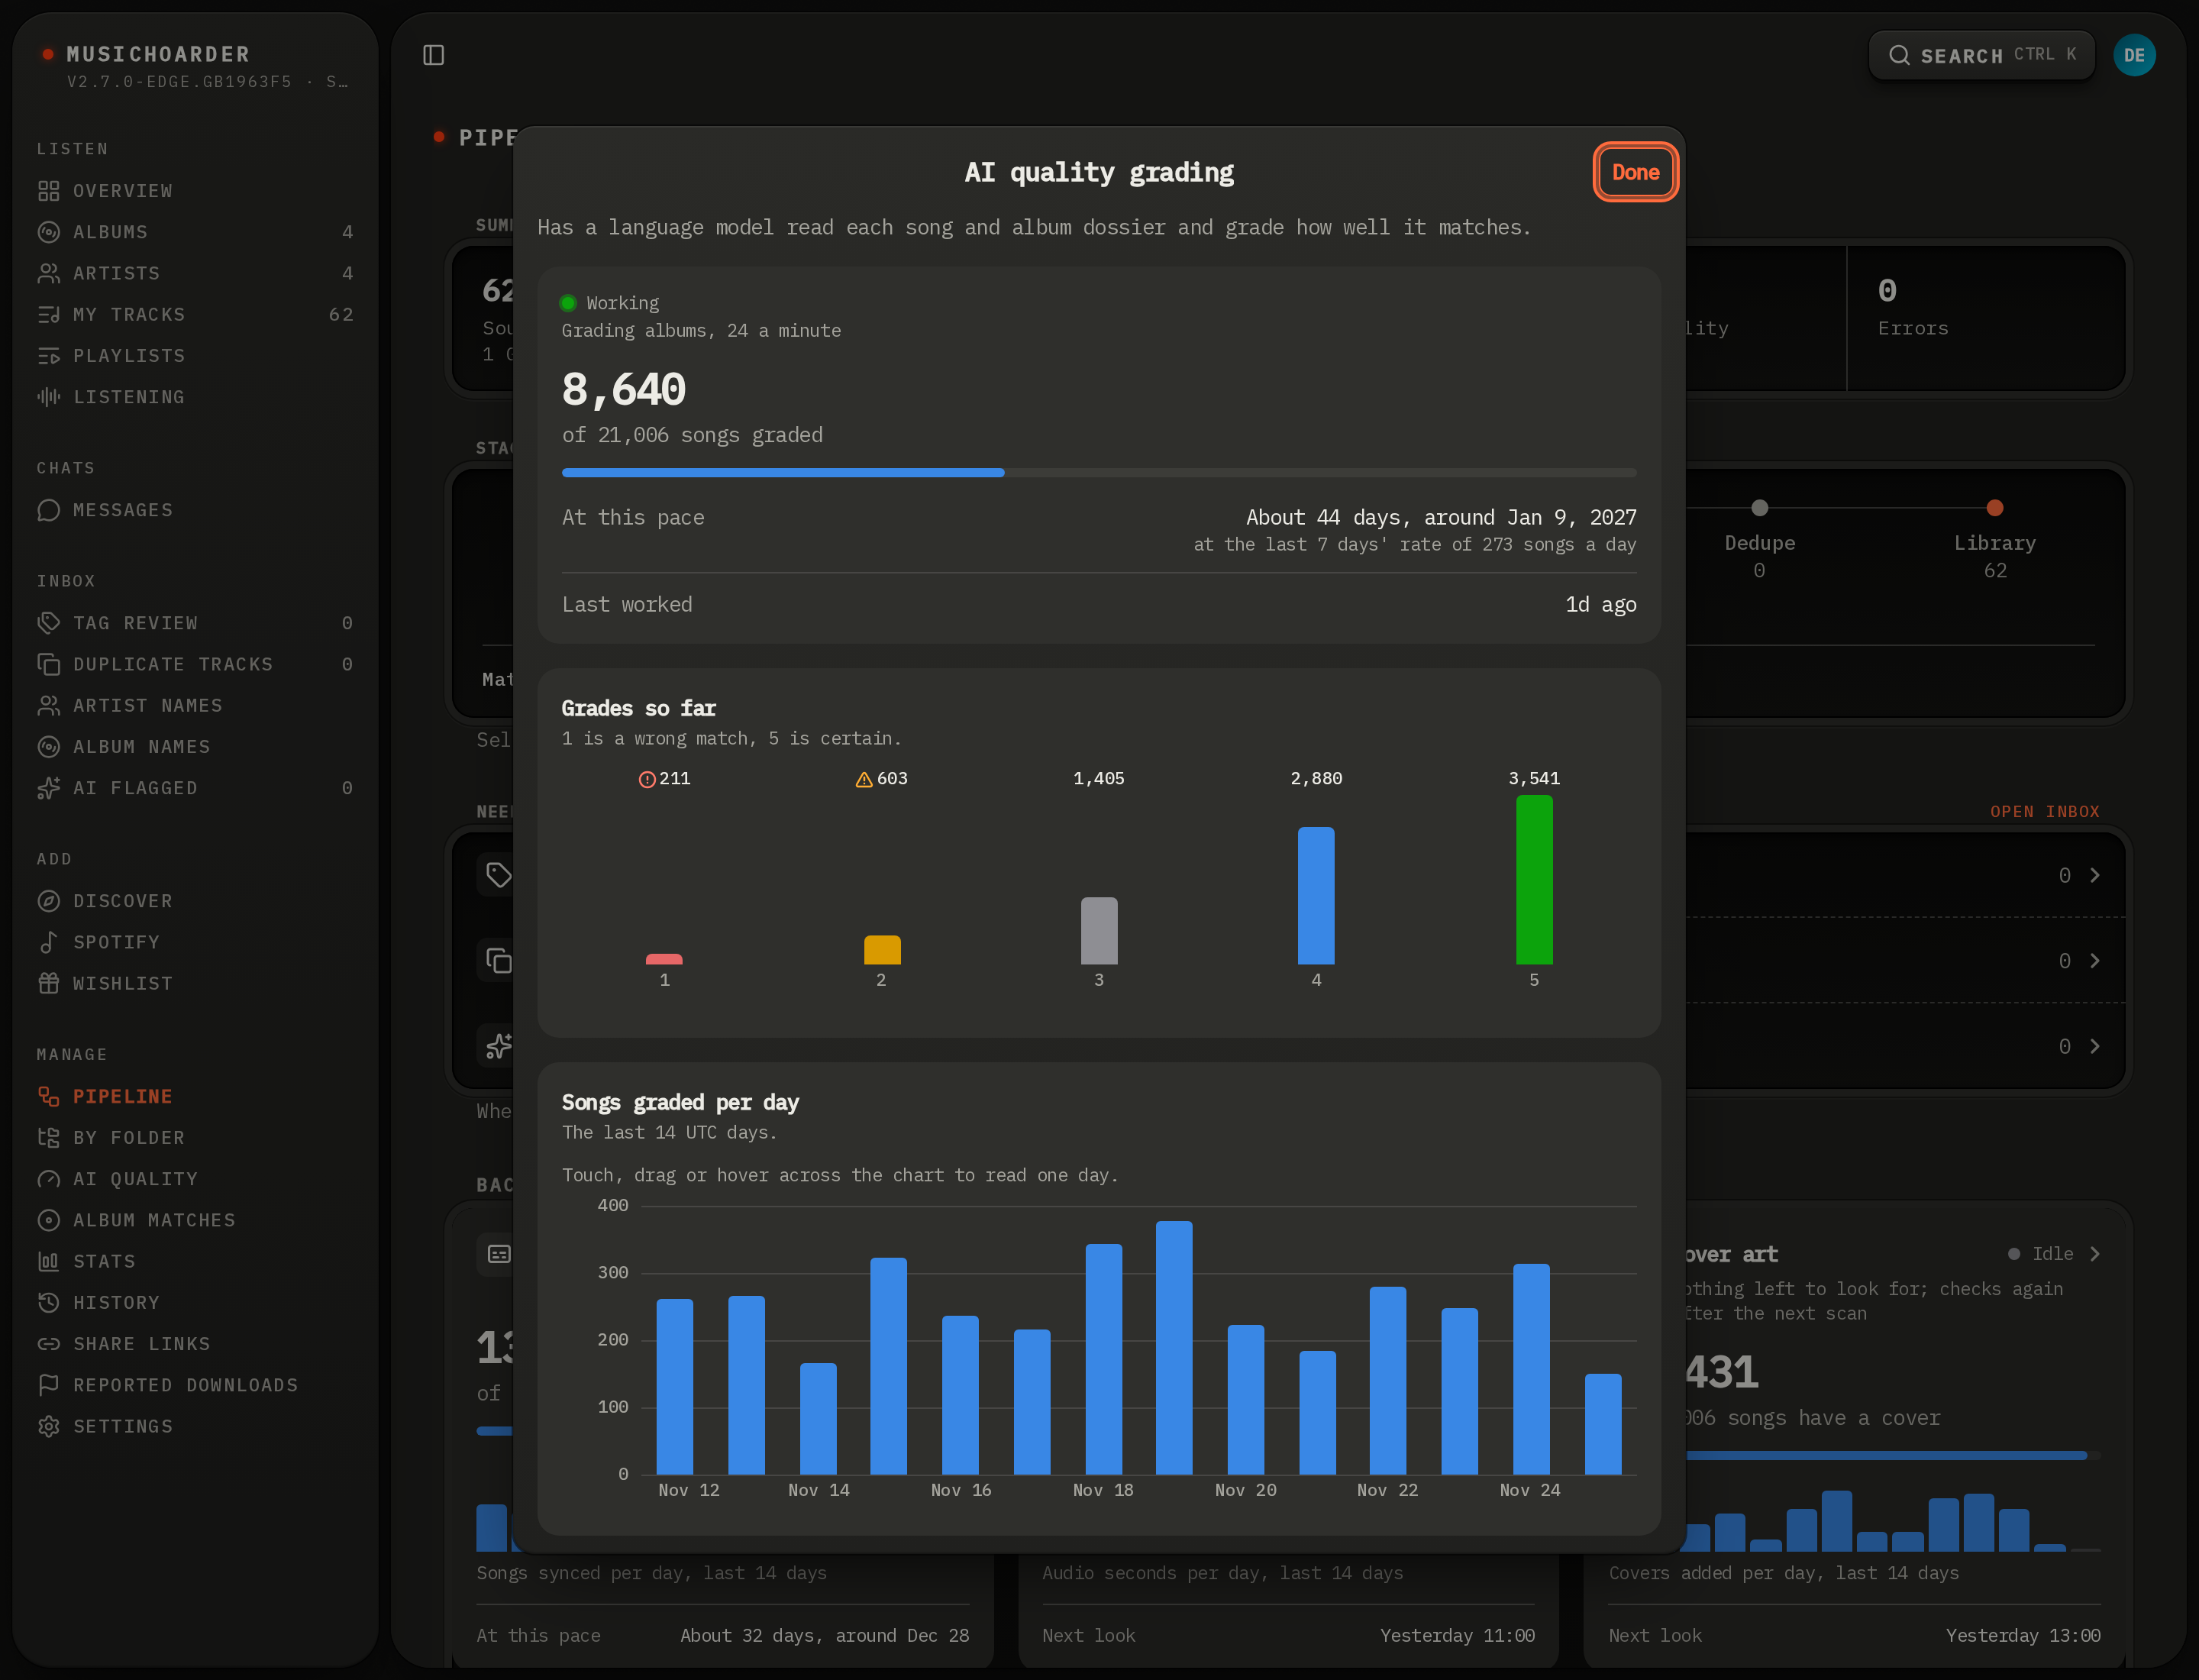 MUSICHOARDER
V2.7.0-EDGE.GB1963F5 · S…
LISTEN
OVERVIEW
ALBUMS 4
ARTISTS 4
MY TRACKS 62
PLAYLISTS
LISTENING
CHATS
MESSAGES
INBOX
TAG REVIEW 0
DUPLICATE TRACKS 0
ARTIST NAMES
ALBUM NAMES
AI FLAGGED 0
ADD
DISCOVER
SPOTIFY
WISHLIST
MANAGE
PIPELINE
BY FOLDER
AI QUALITY
ALBUM MATCHES
STATS
HISTORY
SHARE LINKS
REPORTED DOWNLOADS
SETTINGS
SEARCH CTRL K
DE
AI quality grading
Done
Has a language model read each song and album dossier and grade how well it matches.
Working
Grading albums, 24 a minute
8,640
of 21,006 songs graded
At this pace About 44 days, around Jan 9, 2027
at the last 7 days' rate of 273 songs a day
Last worked 1d ago
Grades so far
1 is a wrong match, 5 is certain.
211 603 1,405 2,880 3,541
1 2 3 4 5
Songs graded per day
The last 14 UTC days.
Touch, drag or hover across the chart to read one day.
400
300
200
100
0
Nov 12 Nov 14 Nov 16 Nov 18 Nov 20 Nov 22 Nov 24
0
Errors
Dedupe
0
Library
62
OPEN INBOX
0
0
0
Idle
art
left to look for; checks again
the next scan
431
songs have a cover
Songs synced per day, last 14 days
At this pace About 32 days, around Dec 28
Audio seconds per day, last 14 days
Next look Yesterday 11:00
Covers added per day, last 14 days
Next look Yesterday 13:00